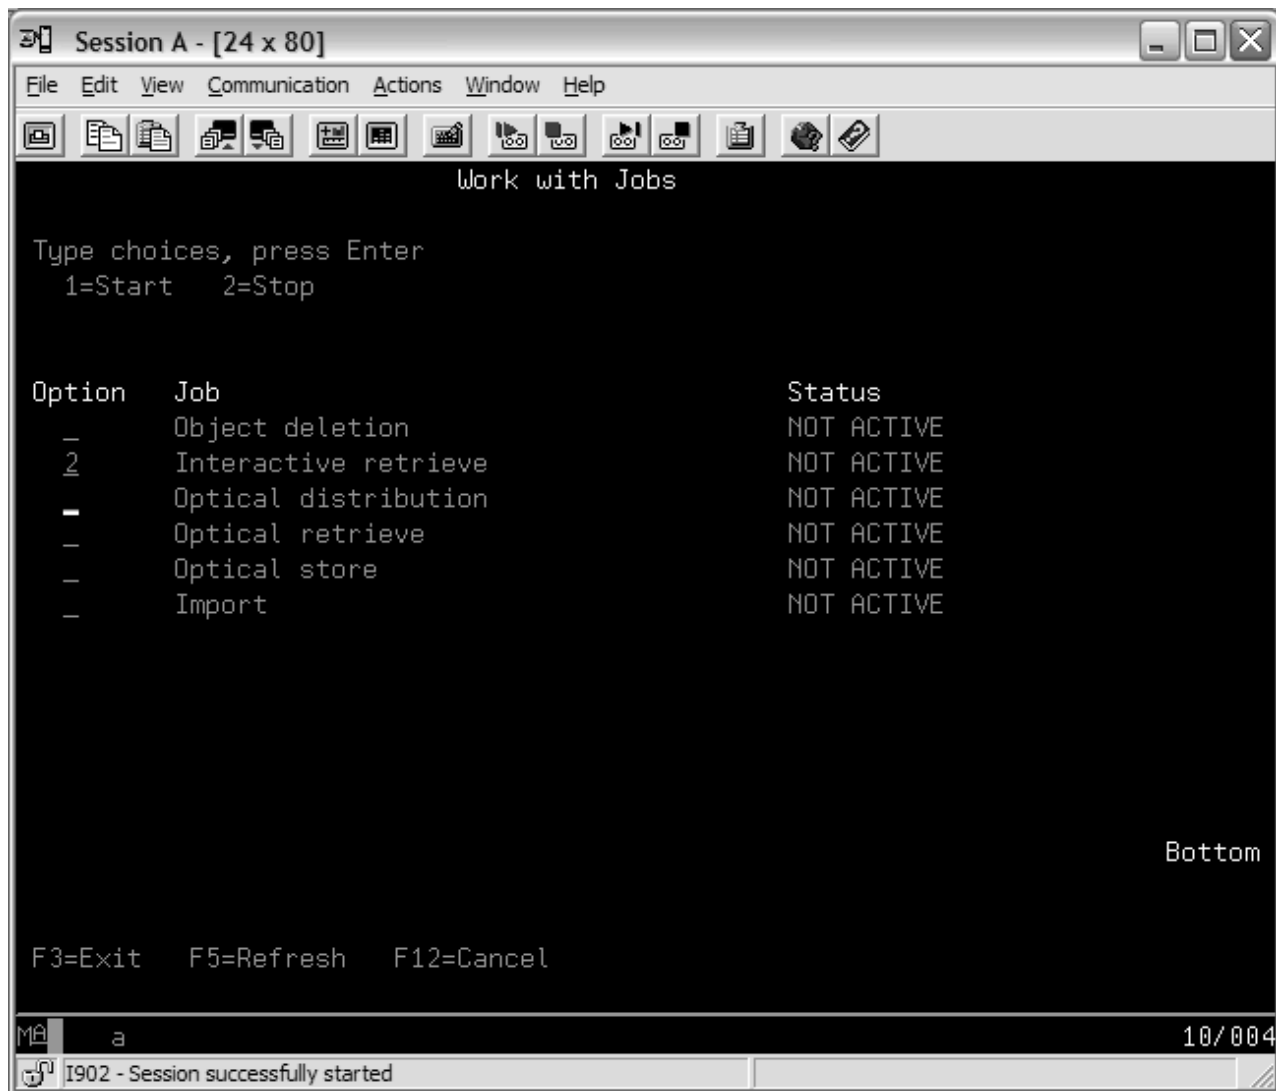 Session A - [24 x 80]
File Edit View Communication Actions Window Help
Work with Jobs
Type choices, press Enter
1=Start 2=Stop
Option Job Status
_ Object deletion NOT ACTIVE
2 Interactive retrieve NOT ACTIVE
_ Optical distribution NOT ACTIVE
_ Optical retrieve NOT ACTIVE
_ Optical store NOT ACTIVE
_ Import NOT ACTIVE
Bottom
F3=Exit F5=Refresh F12=Cancel
MA a 10/004
I902 - Session successfully started